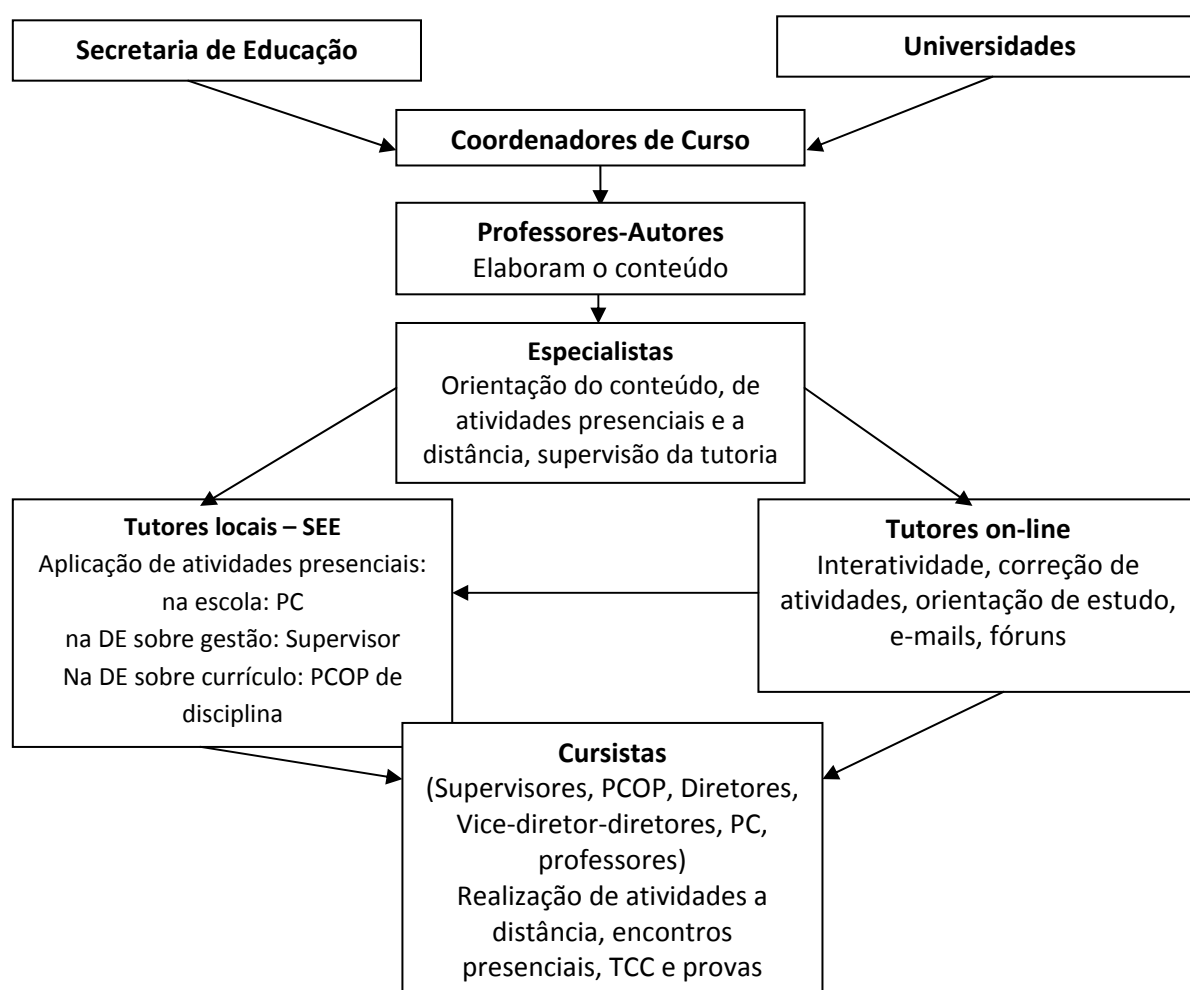 Secretaria de Educação
Universidades
Coordenadores de Curso
Professores-Autores
Elaboram o conteúdo
Especialistas
Orientação do conteúdo, de
atividades presenciais e a
distância, supervisão da tutoria
Tutores locais – SEE
Aplicação de atividades presenciais:
na escola: PC
na DE sobre gestão: Supervisor
Na DE sobre currículo: PCOP de
disciplina
Tutores on-line
Interatividade, correção de
atividades, orientação de estudo,
e-mails, fóruns
Cursistas
(Supervisores, PCOP, Diretores,
Vice-diretor-diretores, PC,
professores)
Realização de atividades a
distância, encontros
presenciais, TCC e provas